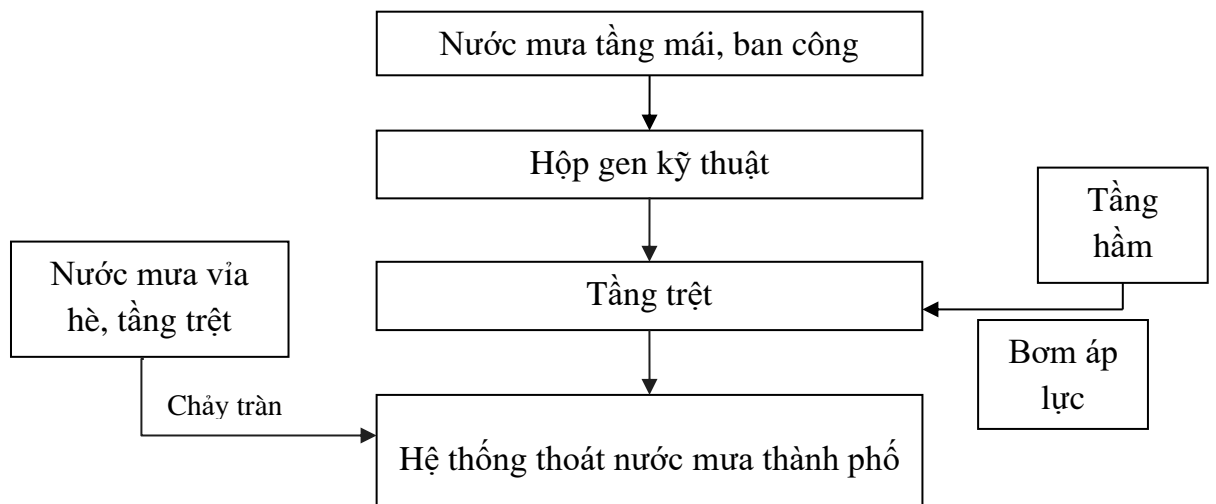 Nước mưa tầng mái, ban công
Hộp gen kỹ thuật
Tầng
hầm
Nước mưa vỉa
hè, tầng trệt
Tầng trệt
Bơm áp
lực
Chảy tràn
Hệ thống thoát nước mưa thành phố